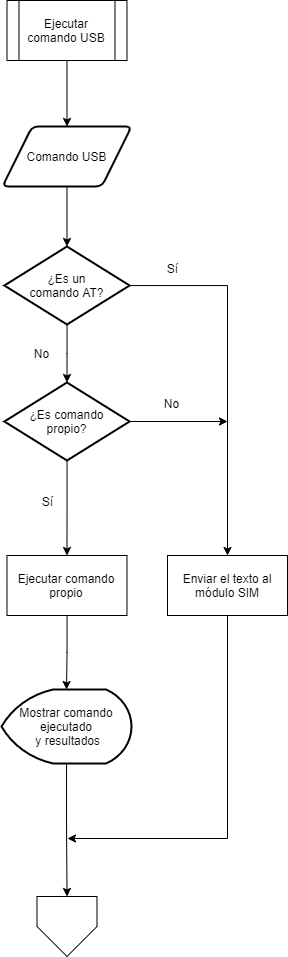 Ejecutar
comando USB
Comando USB
¿Es un
comando AT?
Sí
No
¿Es comando
propio?
No
Sí
Ejecutar comando
propio
Enviar el texto al
módulo SIM
Mostrar comando
ejecutado
y resultados